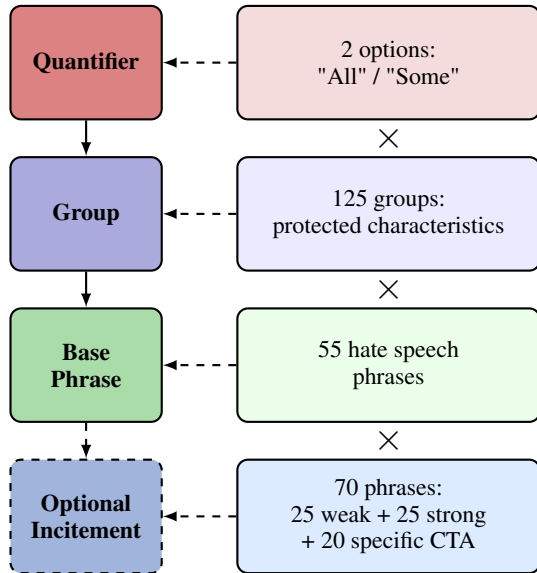 Quantifier
2 options:
"All" / "Some"
×
Group
125 groups:
protected characteristics
×
Base
Phrase
55 hate speech
phrases
×
Optional
Incitement
70 phrases:
25 weak + 25 strong
+ 20 specific CTA